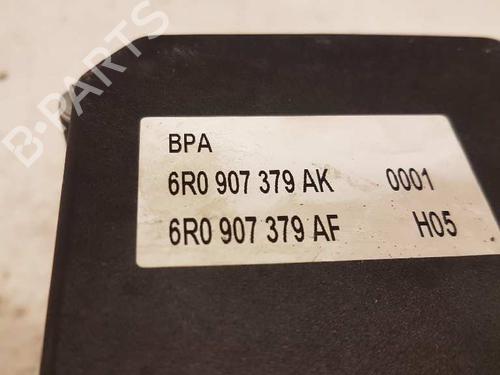 B-PARTS
BPA
6R0 907 379 AK 0001
6R0 907 379 AF H05